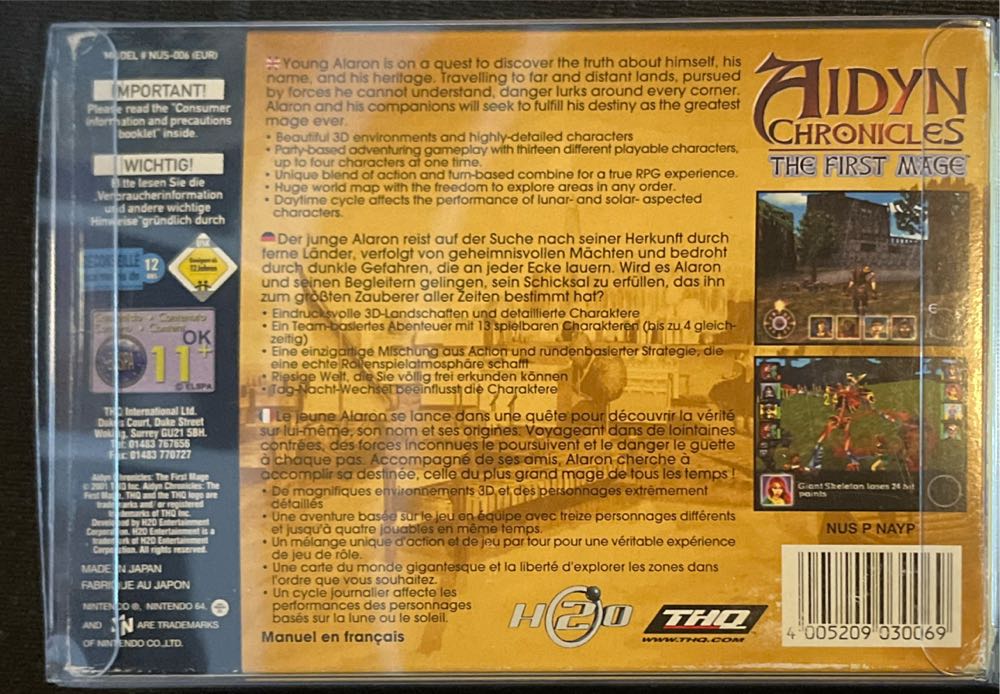 MODEL # NUS-006 (EUR)
IMPORTANT!
Please read the "Consumer
information and precautions
booklet" inside.
WICHTIG!
Bitte lesen Sie die
Verbraucherinformation
und andere wichtige
Hinweise gründlich durch
12
Geeignet ab
12 Jahren
OK
11+
© ELSPA
THQ International Ltd.
Dukes Court, Duke Street
Woking, Surrey GU21 5BH.
Tel: 01483 767656
Fax: 01483 770727
Aidyn Chronicles: The First Mage
© 2001 THQ Inc. Aidyn Chronicles: The
First Mage, THQ and the THQ logo are
trademarks and/ or registered
trademarks of THQ Inc.
Developed by H2O Entertainment
Corporation. H2O Entertainment is a
trademark of H2O Entertainment
Corporation. All rights reserved.
MADE IN JAPAN
FABRIQUÉ AU JAPON
NINTENDO ®, NINTENDO 64,
AND N ARE TRADEMARKS
OF NINTENDO CO., LTD.
Young Alaron is on a quest to discover the truth about himself, his
name, and his heritage. Travelling to far and distant lands, pursued
by forces he cannot understand, danger lurks around every corner.
Alaron and his companions will seek to fulfill his destiny as the greatest
mage ever.
• Beautiful 3D environments and highly-detailed characters
• Party-based adventuring gameplay with thirteen different playable characters,
up to four characters at one time.
• Unique blend of action and turn-based combine for a true RPG experience.
• Huge world map with the freedom to explore areas in any order.
• Daytime cycle affects the performance of lunar- and solar- aspected
characters.
Der junge Alaron reist auf der Suche nach seiner Herkunft durch
ferne Länder, verfolgt von geheimnisvollen Mächten und bedroht
durch dunkle Gefahren, die an jeder Ecke lauern. Wird es Alaron
und seinen Begleitern gelingen, sein Schicksal zu erfüllen, das ihn
zum größten Zauberer aller Zeiten bestimmt hat?
• Eindruckvolle 3D-Landschaften und detaillierte Charaktere
• Ein Team-basiertes Abenteuer mit 13 spielbaren Charakteren (bis zu 4 gleich-
zeitig)
• Eine einzigartige Mischung aus Action und rundenbasierter Strategie, die
eine echte Rollenspielatmosphäre schafft
• Riesige Welt, die Sie völlig frei erkunden können
• Tag-Nacht-Wechsel beeinflusst die Charaktere
Le jeune Alaron se lance dans une quête pour découvrir la vérité
sur lui-même, son nom et ses origines. Voyageant dans de lointaines
contrées, des forces inconnues le poursuivent et le danger le guette
à chaque pas. Accompagné de ses amis, Alaron cherche à
accomplir sa destinée, celle du plus grand mage de tous les temps !
• De magnifiques environnements 3D et des personnages extrêmement
détaillés
• Une aventure basée sur le jeu en équipe avec treize personnages différents
et jusqu'à quatre jouables en même temps.
• Un mélange unique d'action et de jeu par tour pour une véritable expérience
de jeu de rôle.
• Une carte du monde gigantesque et la liberté d'explorer les zones dans
l'ordre que vous souhaitez.
• Un cycle journalier affecte les
performances des personnages
basés sur la lune ou le soleil.
Manuel en français
H2O
THQ
WWW.THQ.COM
AIDYN
CHRONICLES
THE FIRST MAGE™
Giant Skeleton loses 24 hit
points
NUS P NAYP
4 005209 030069